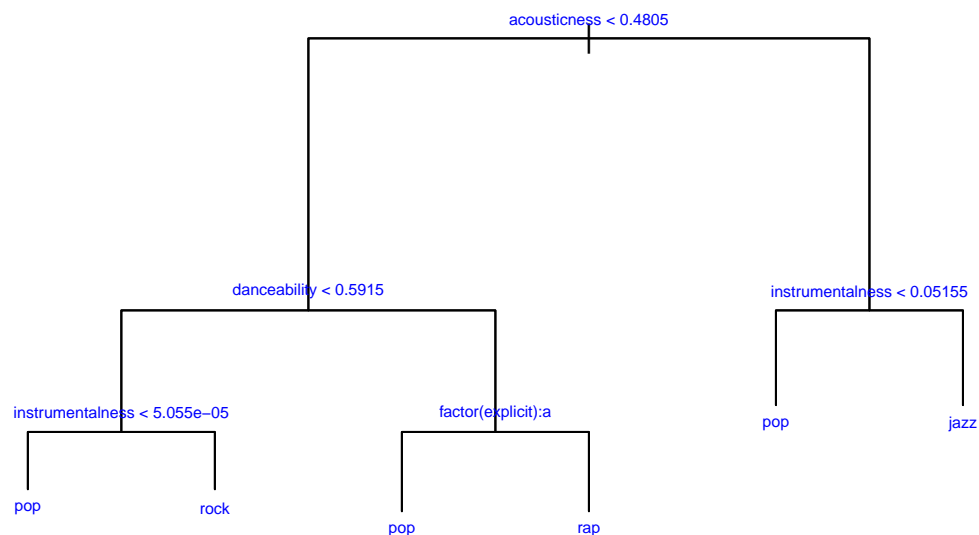 acousticness < 0.4805
danceability < 0.5915
instrumentalness < 0.05155
instrumentalness < 5.055e−05
factor(explicit):a
pop
jazz
pop
rock
pop
rap